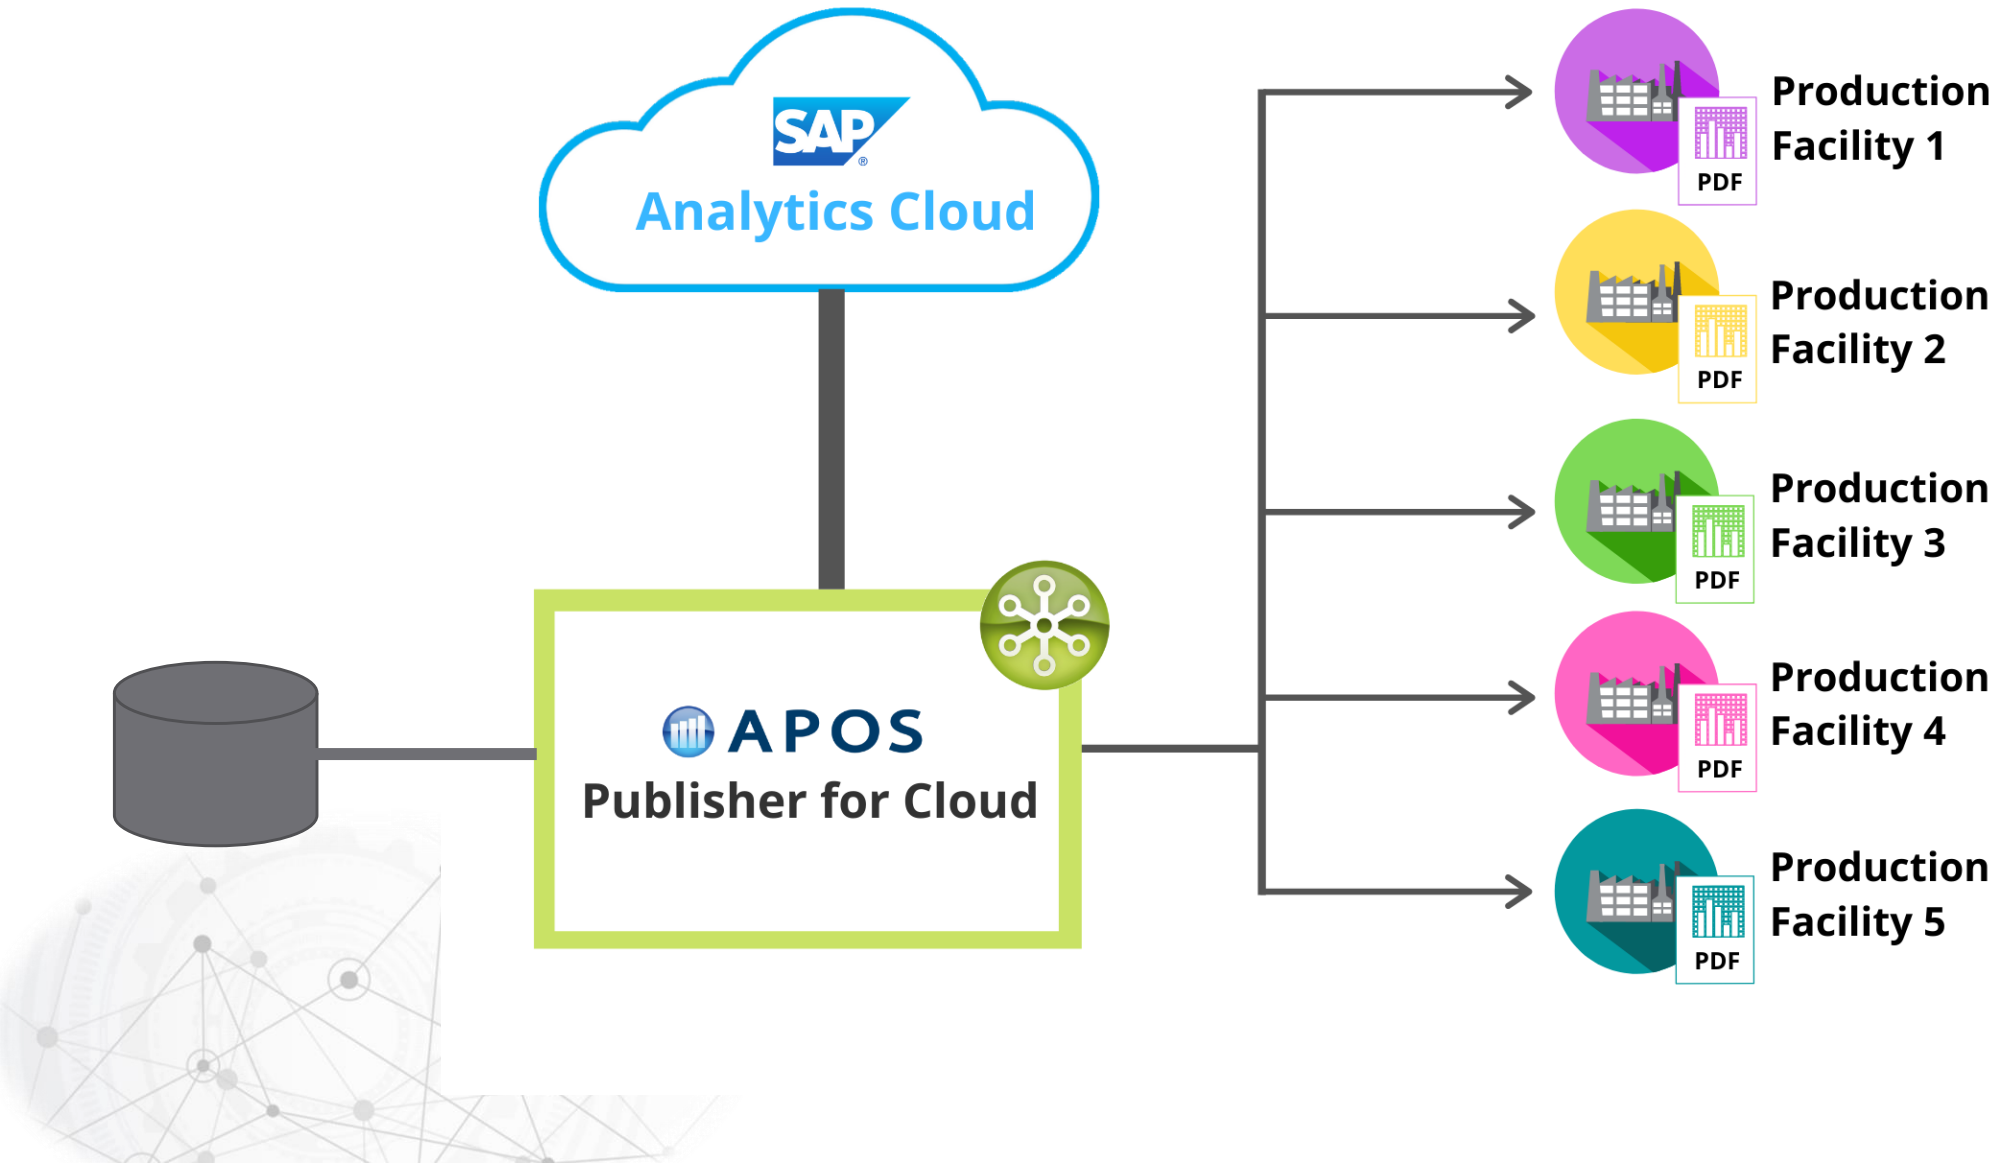 SAP
®
Analytics Cloud
APOS
Publisher for Cloud
Production
Facility 1
PDF
Production
Facility 2
PDF
Production
Facility 3
PDF
Production
Facility 4
PDF
Production
Facility 5
PDF